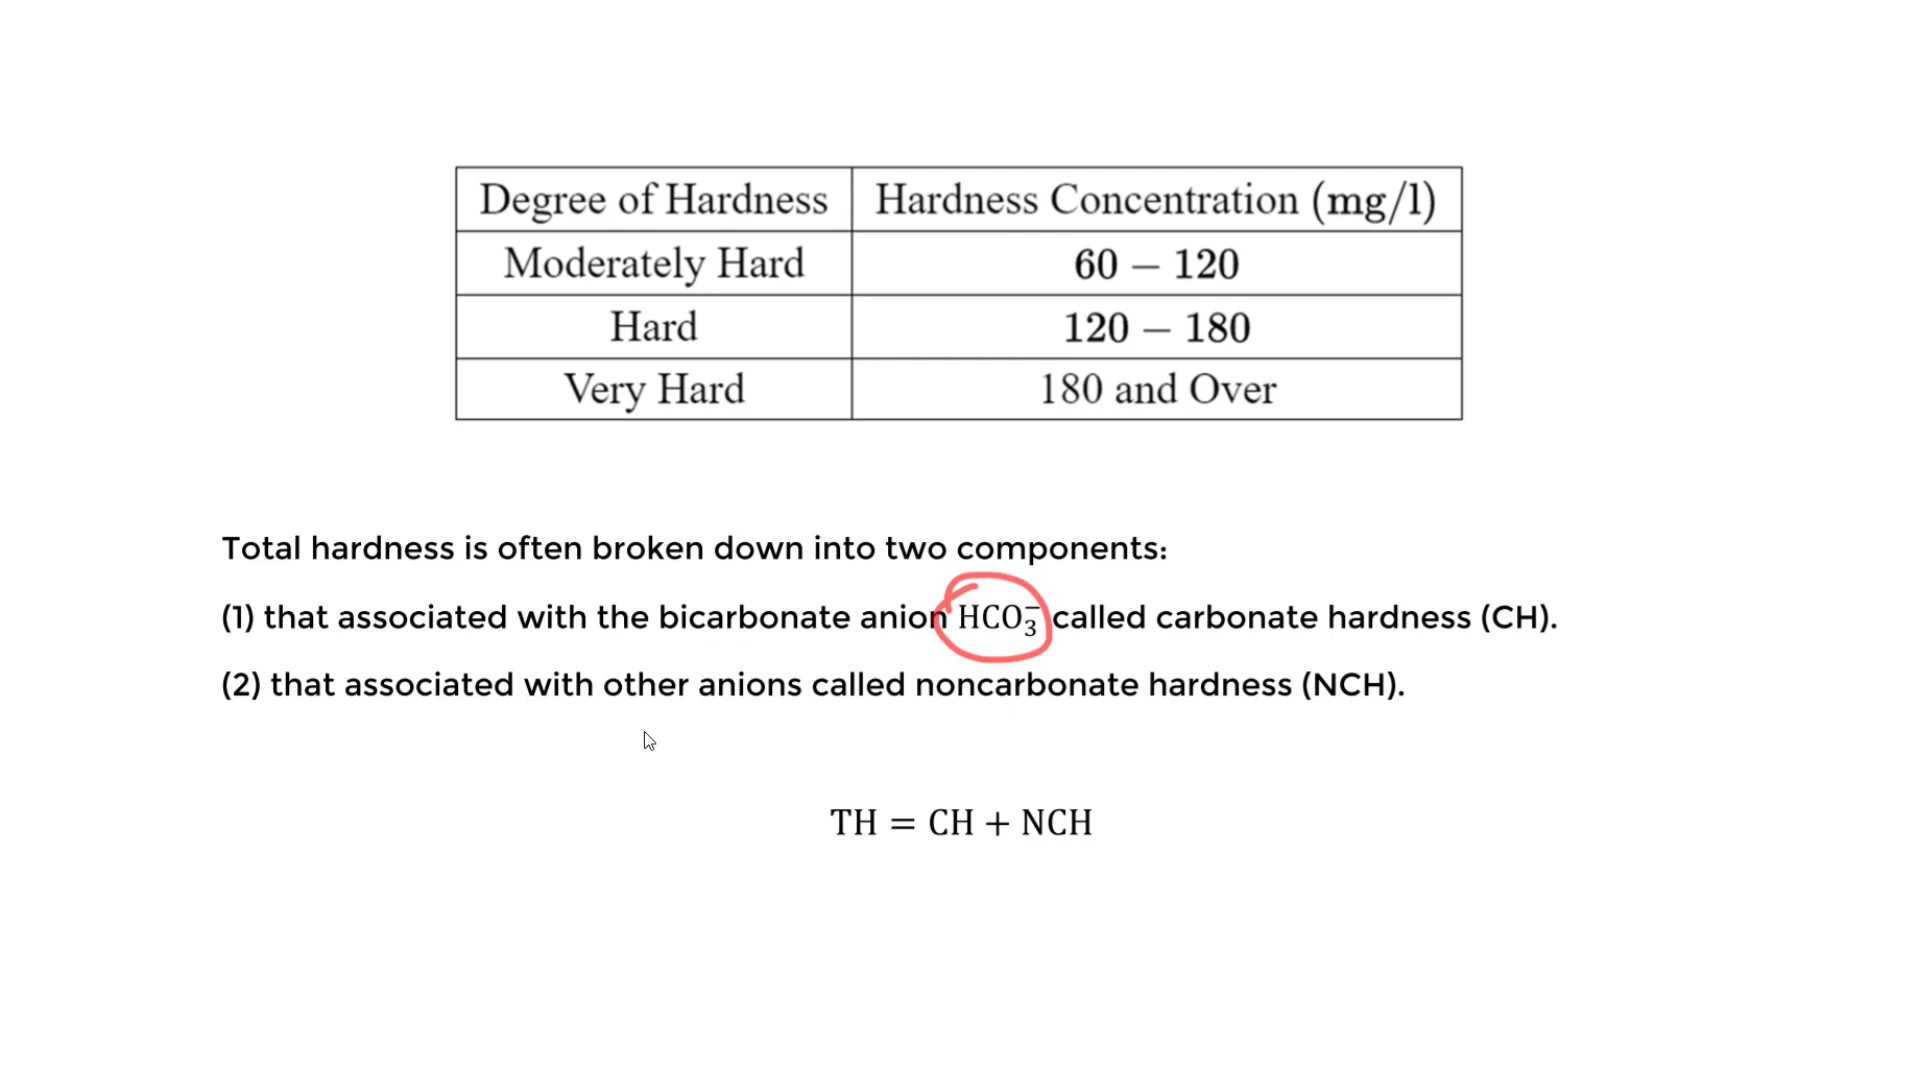 Degree of Hardness Hardness Concentration (mg/l)
Moderately Hard 60 – 120
Hard 120 – 180
Very Hard 180 and Over
Total hardness is often broken down into two components:
(1) that associated with the bicarbonate anion HCO₃⁻ called carbonate hardness (CH).
(2) that associated with other anions called noncarbonate hardness (NCH).
TH = CH + NCH